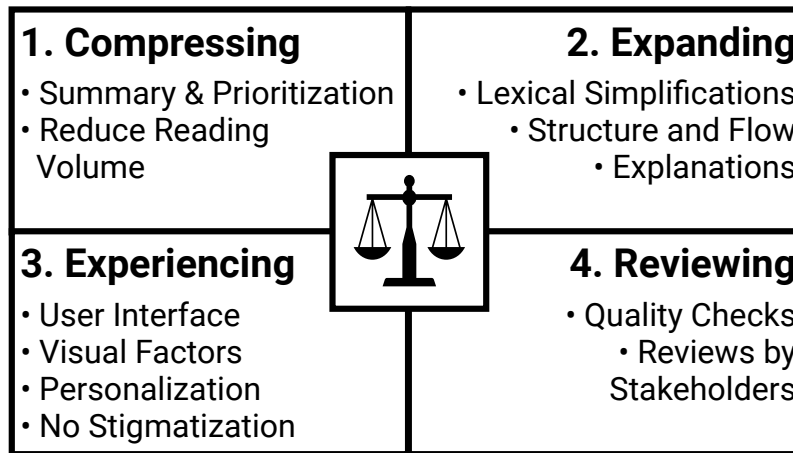 1. Compressing
• Summary & Prioritization
• Reduce Reading
Volume
2. Expanding
• Lexical Simplifications
• Structure and Flow
• Explanations
3. Experiencing
• User Interface
• Visual Factors
• Personalization
• No Stigmatization
4. Reviewing
• Quality Checks
• Reviews by
Stakeholders